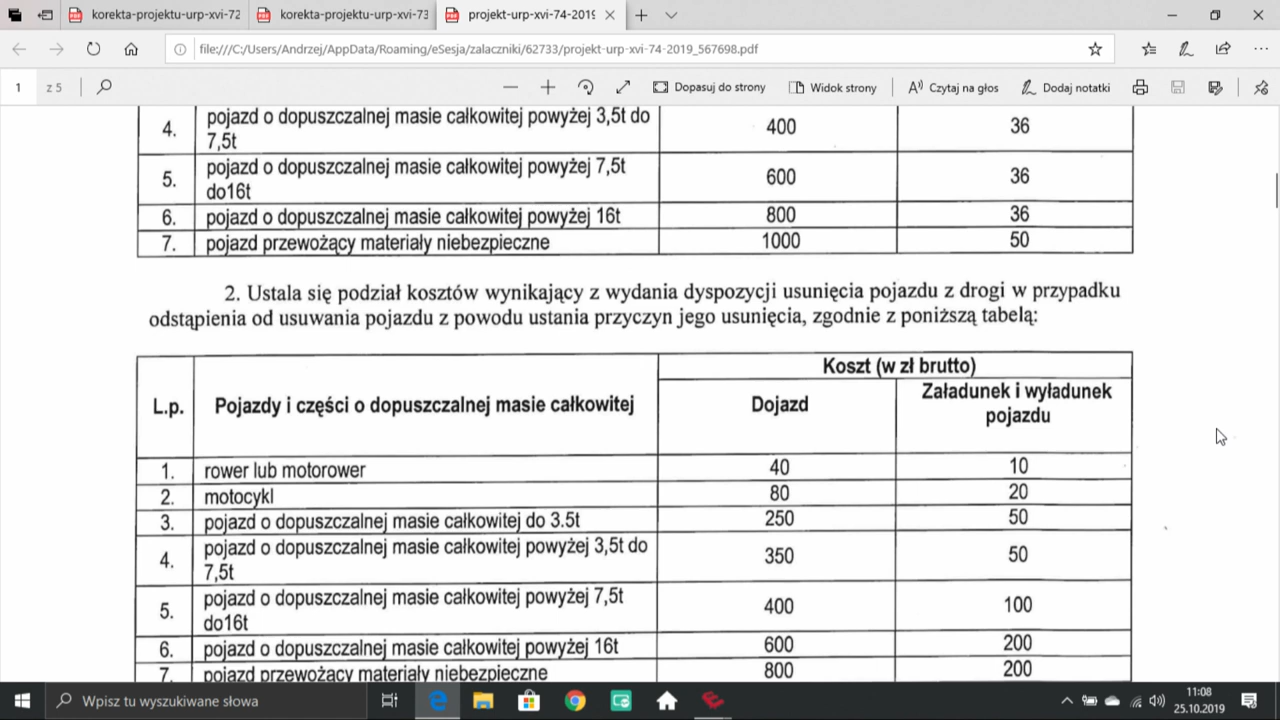 korekta-projektu-urp-xvi-72
korekta-projektu-urp-xvi-73
projekt-urp-xvi-74-2019
file:///C:/Users/Andrzej/AppData/Roaming/eSesja/zalaczniki/62733/projekt-urp-xvi-74-2019_567698.pdf
1 z 5 Dopasuj do strony Widok strony Czytaj na głos Dodaj notatki
4. pojazd o dopuszczalnej masie całkowitej powyżej 3,5t do 400 36
7,5t
5. pojazd o dopuszczalnej masie całkowitej powyżej 7,5t 600 36
do16t
6. pojazd o dopuszczalnej masie całkowitej powyżej 16t 800 36
7. pojazd przewożący materiały niebezpieczne 1000 50
2. Ustala się podział kosztów wynikający z wydania dyspozycji usunięcia pojazdu z drogi w przypadku
odstąpienia od usuwania pojazdu z powodu ustania przyczyn jego usunięcia, zgodnie z poniższą tabelą:
Koszt (w zł brutto)
L.p. Pojazdy i części o dopuszczalnej masie całkowitej Dojazd Załadunek i wyładunek
pojazdu
1. rower lub motorower 40 10
2. motocykl 80 20
3. pojazd o dopuszczalnej masie całkowitej do 3.5t 250 50
4. pojazd o dopuszczalnej masie całkowitej powyżej 3,5t do 350 50
7,5t
5. pojazd o dopuszczalnej masie całkowitej powyżej 7,5t 400 100
do16t
6. pojazd o dopuszczalnej masie całkowitej powyżej 16t 600 200
7. pojazd przewożący materiały niebezpieczne 800 200
Wpisz tu wyszukiwane słowa
11:08
25.10.2019